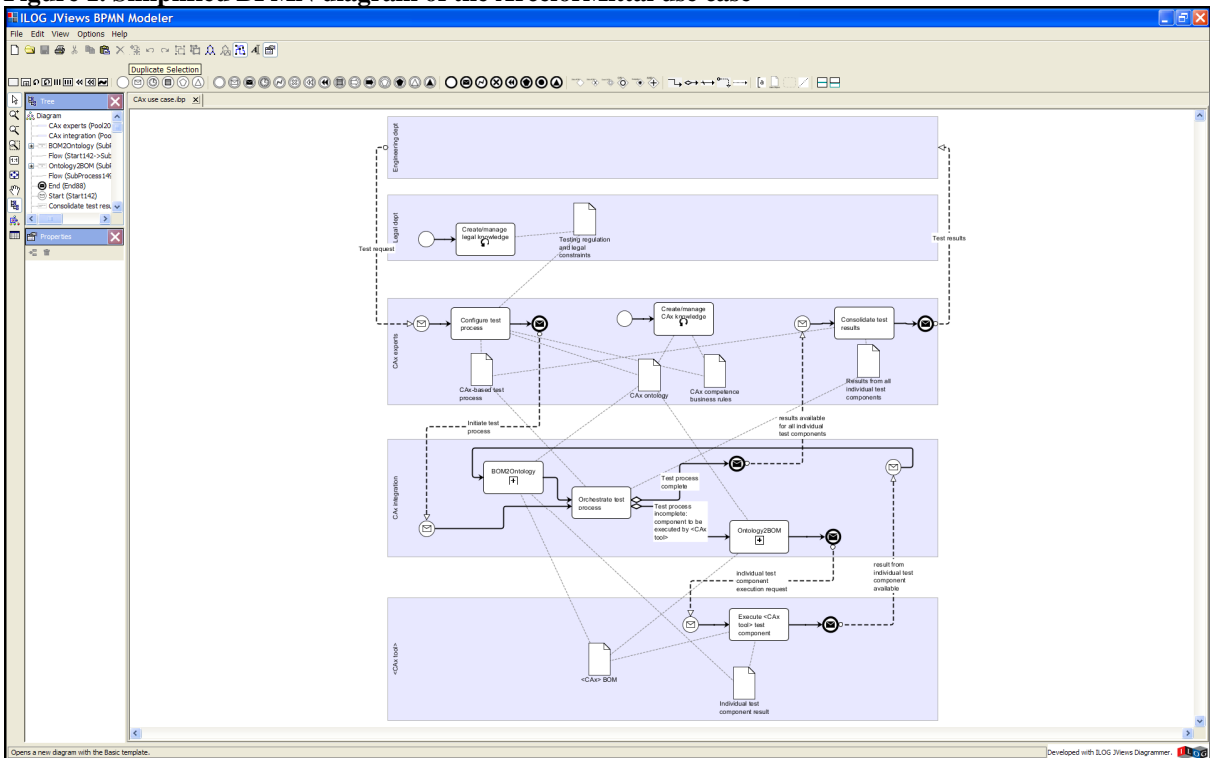 Figure 1: Simplified BPMN diagram of the ArcelorMittal use case
ILOG JViews BPMN Modeler
File Edit View Options Help
Duplicate Selection
Tree
CAx use case.ibp
Diagram
CAx experts (Pool20
CAx integration (Poo
BOM2Ontology (SubF
Flow (Start142->Sub
Ontology2BOM (SubF
Flow (SubProcess149
End (End88)
Start (Start142)
Consolidate test resu
Properties
Engineering dept
Legal dept
Create/manage
legal knowledge
Testing regulation
and legal
constraints
Test request
Test results
CAx experts
Configure test
process
Create/manage
CAx knowledge
Consolidate test
results
CAx-based test
process
CAx ontology
CAx competence
business rules
Results from all
individual test
components
Initiate test
process
results available
for all individual
test components
CAx integration
BOM2Ontology
Orchestrate test
process
Test process
complete
Test process
incomplete:
component to be
executed by <CAx
tool>
Ontology2BOM
individual test
component
execution request
result from
individual test
component
available
<CAx tool>
Execute <CAx
tool> test
component
<CAx> BOM
Individual test
component result
Opens a new diagram with the Basic template.
Developed with ILOG JViews Diagrammer.
ILOG